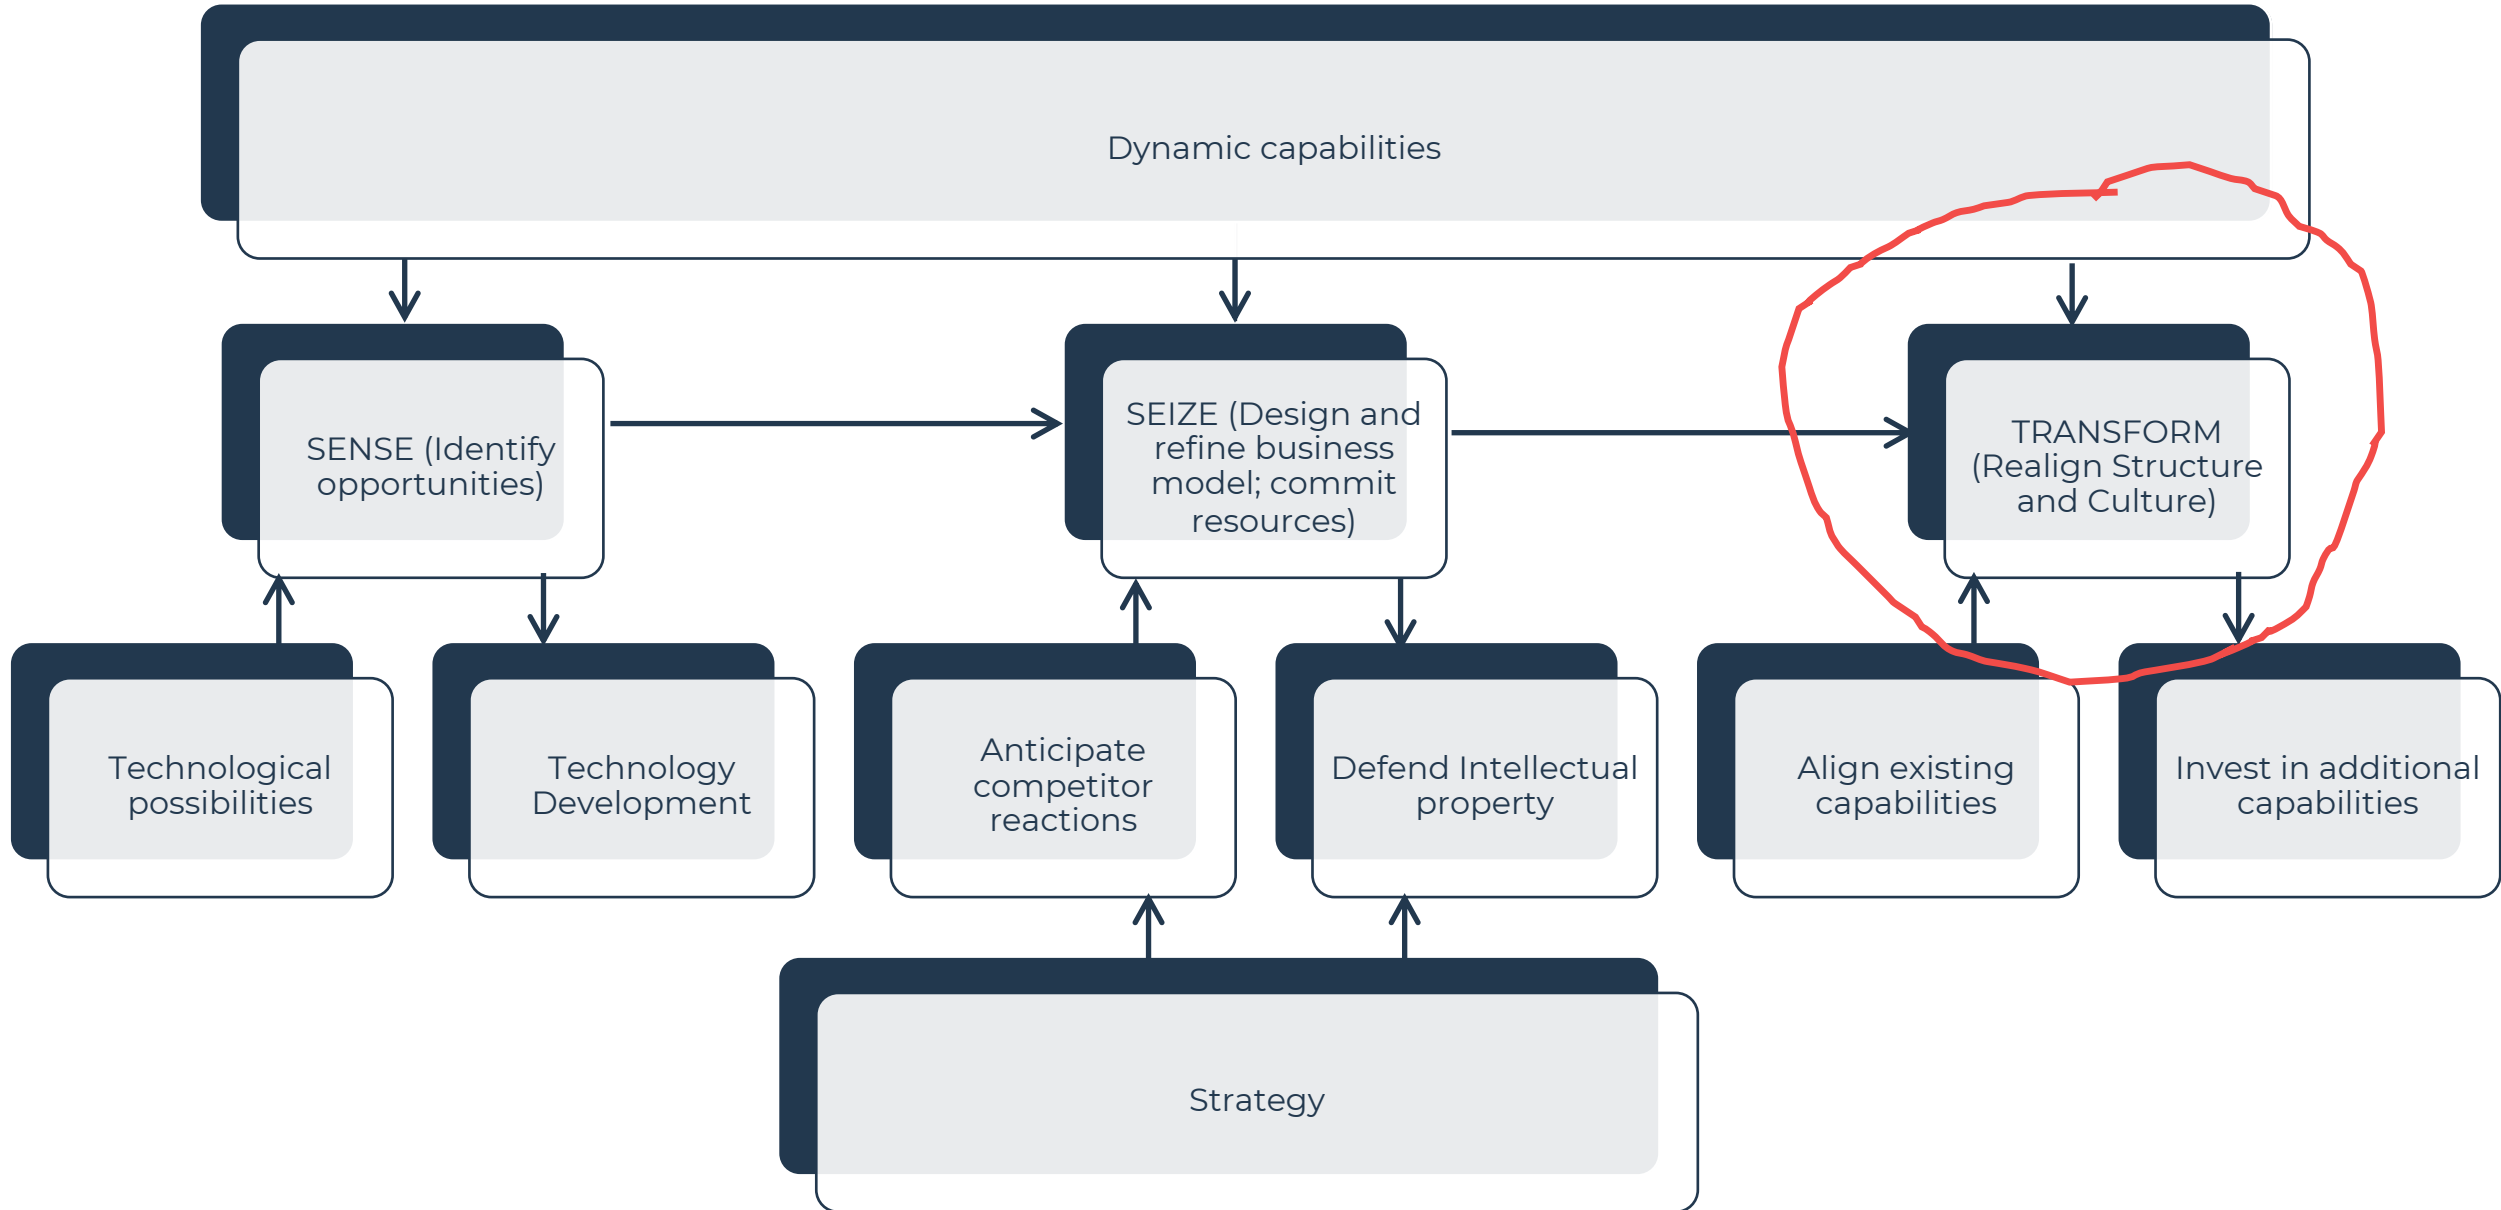 Dynamic capabilities
SENSE (Identify
opportunities)
SEIZE (Design and
refine business
model; commit
resources)
TRANSFORM
(Realign Structure
and Culture)
Technological
possibilities
Technology
Development
Anticipate
competitor
reactions
Defend Intellectual
property
Align existing
capabilities
Invest in additional
capabilities
Strategy